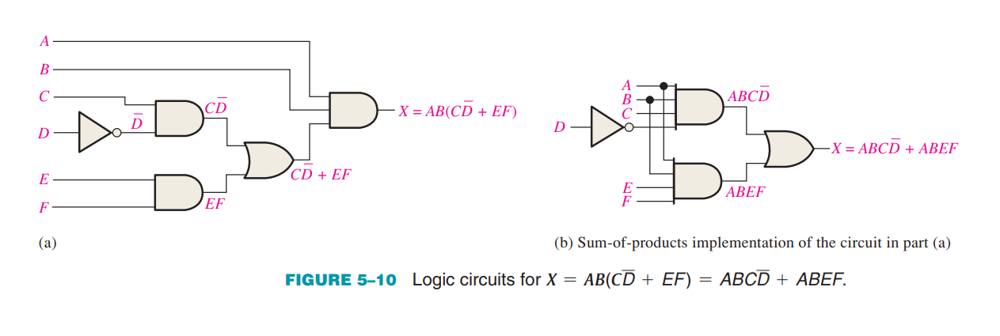 A
B
C
D
D̅
CD̅
E
F
EF
CD̅ + EF
X = AB(CD̅ + EF)
(a)
A
B
C
D
E
F
ABCD̅
ABEF
X = ABCD̅ + ABEF
(b) Sum-of-products implementation of the circuit in part (a)
FIGURE 5–10 Logic circuits for X = AB(CD̅ + EF) = ABCD̅ + ABEF.